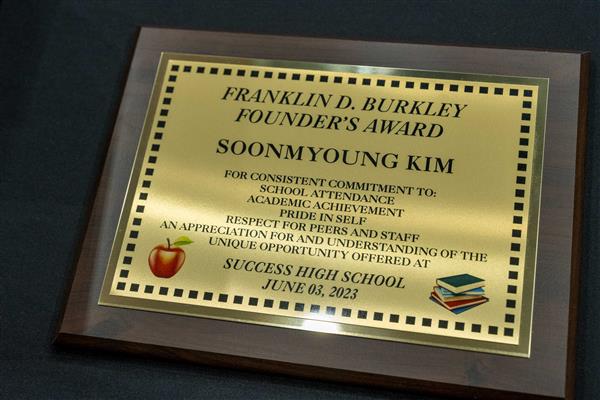 FRANKLIN D. BURKLEY
FOUNDER'S AWARD
SOONMYOUNG KIM
FOR CONSISTENT COMMITMENT TO:
SCHOOL ATTENDANCE
ACADEMIC ACHIEVEMENT
PRIDE IN SELF
RESPECT FOR PEERS AND STAFF
AN APPRECIATION FOR AND UNDERSTANDING OF THE
UNIQUE OPPORTUNITY OFFERED AT
SUCCESS HIGH SCHOOL
JUNE 03, 2023